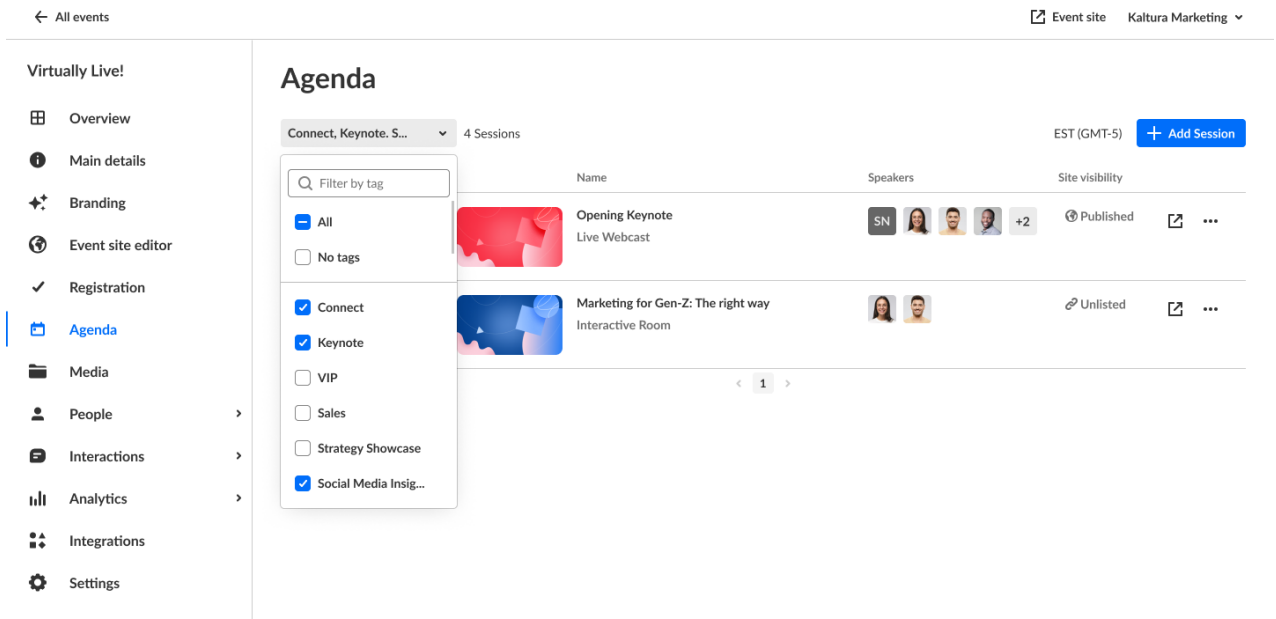 All events
Event site
Kaltura Marketing
Virtually Live!
Overview
Main details
Branding
Event site editor
Registration
Agenda
Media
People
Interactions
Analytics
Integrations
Settings
Agenda
Connect, Keynote. S...
4 Sessions
EST (GMT-5)
Add Session
Filter by tag
All
No tags
Connect
Keynote
VIP
Sales
Strategy Showcase
Social Media Insig...
Name
Speakers
Site visibility
Opening Keynote
Live Webcast
SN
+2
Published
Marketing for Gen-Z: The right way
Interactive Room
Unlisted
1